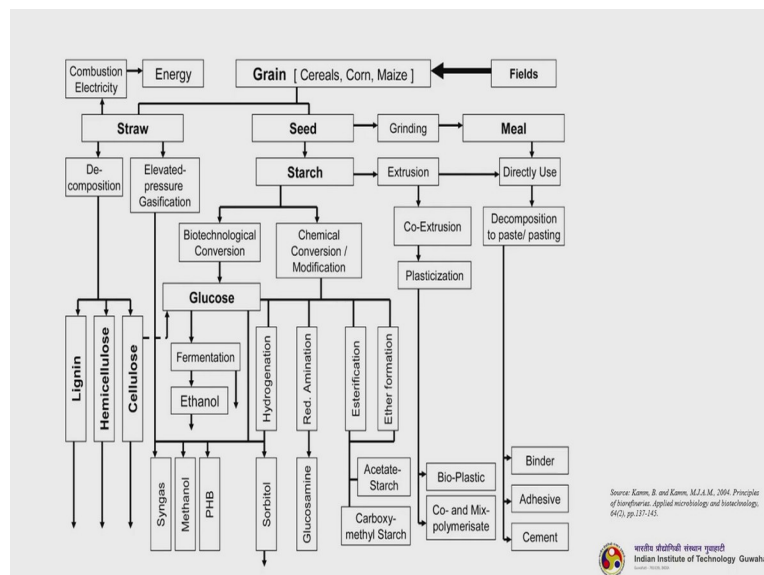 Combustion
Electricity
Energy
Grain [ Cereals, Corn, Maize ]
Fields
Straw
Seed
Grinding
Meal
De-
composition
Elevated-
pressure
Gasification
Starch
Extrusion
Directly Use
Biotechnological
Conversion
Chemical
Conversion /
Modification
Co-Extrusion
Decomposition
to paste/ pasting
Plasticization
Glucose
Lignin
Hemicellulose
Cellulose
Fermentation
Ethanol
Hydrogenation
Red. Amination
Esterification
Ether formation
Syngas
Methanol
PHB
Sorbitol
Glucosamine
Acetate-
Starch
Carboxy-
methyl Starch
Bio-Plastic
Co- and Mix-
polymerisate
Binder
Adhesive
Cement
Source: Kamm, B. and Kamm, M.J.A.M., 2004. Principles
of biorefineries. Applied microbiology and biotechnology,
64(2), pp.137-145.
भारतीय प्रौद्योगिकी संस्थान गुवाहाटी
Indian Institute of Technology Guwaha